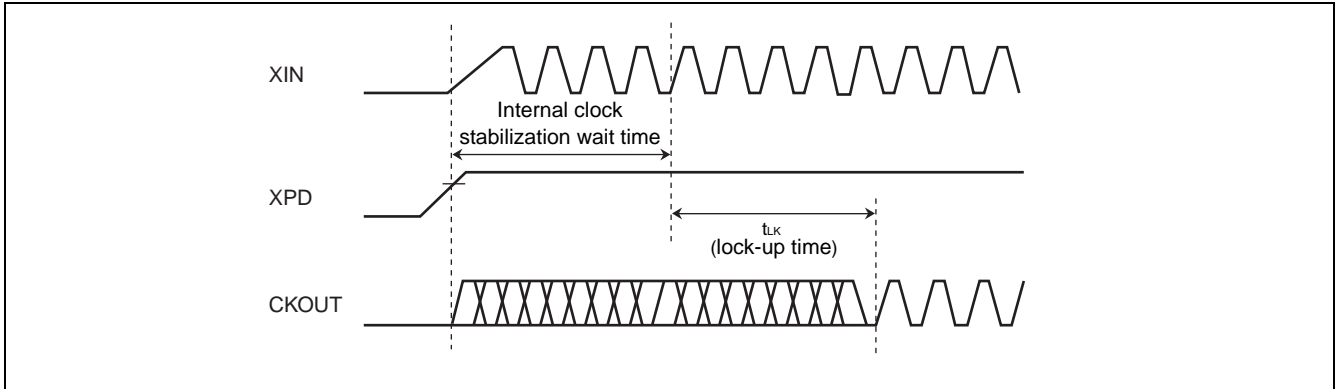 XIN
Internal clock
stabilization wait time
XPD
tLK
(lock-up time)
CKOUT